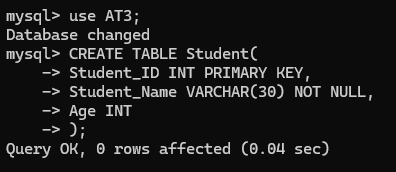 mysql> use AT3;
Database changed
mysql> CREATE TABLE Student(
    -> Student_ID INT PRIMARY KEY,
    -> Student_Name VARCHAR(30) NOT NULL,
    -> Age INT
    -> );
Query OK, 0 rows affected (0.04 sec)